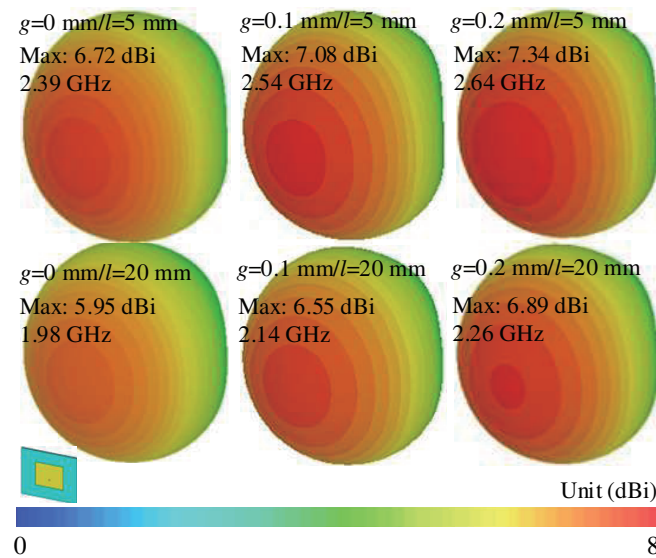 g=0 mm/l=5 mm
Max: 6.72 dBi
2.39 GHz
g=0.1 mm/l=5 mm
Max: 7.08 dBi
2.54 GHz
g=0.2 mm/l=5 mm
Max: 7.34 dBi
2.64 GHz
g=0 mm/l=20 mm
Max: 5.95 dBi
1.98 GHz
g=0.1 mm/l=20 mm
Max: 6.55 dBi
2.14 GHz
g=0.2 mm/l=20 mm
Max: 6.89 dBi
2.26 GHz
Unit (dBi)
0 8